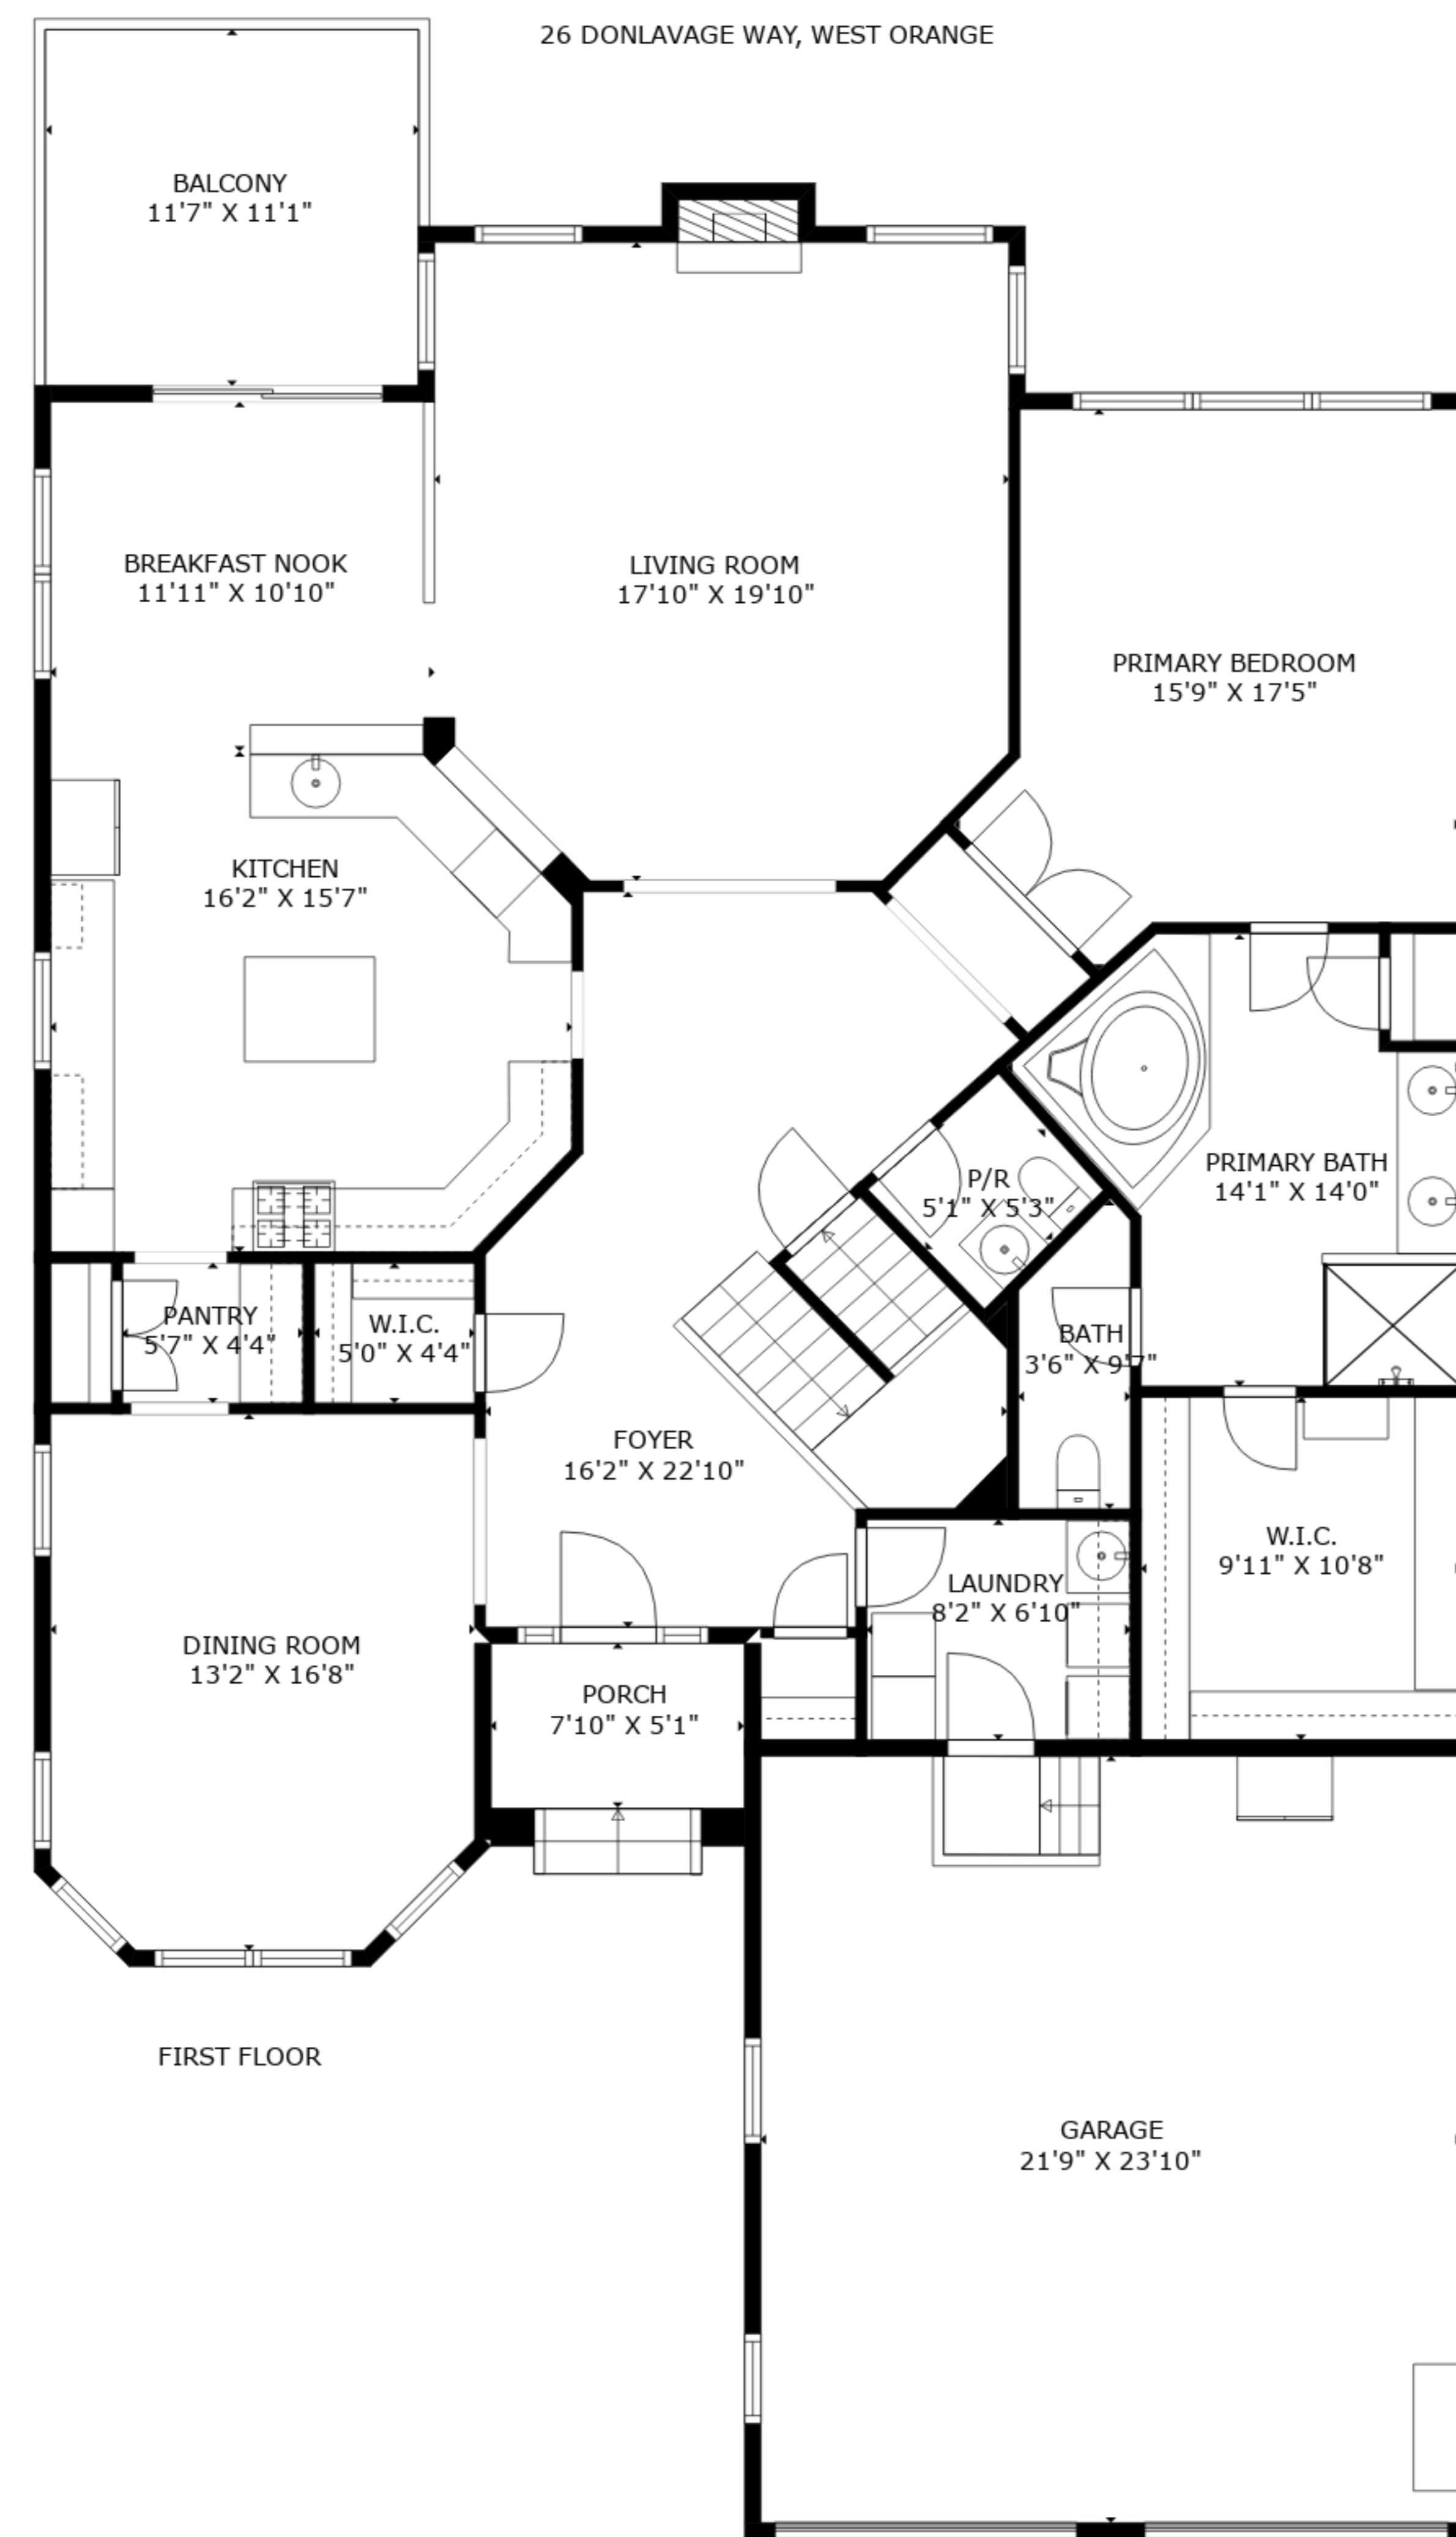 26 DONLAVAGE WAY, WEST ORANGE
BALCONY
11'7" X 11'1"
BREAKFAST NOOK
11'11" X 10'10"
LIVING ROOM
17'10" X 19'10"
PRIMARY BEDROOM
15'9" X 17'5"
KITCHEN
16'2" X 15'7"
P/R
5'1" X 5'3"
PRIMARY BATH
14'1" X 14'0"
PANTRY
5'7" X 4'4"
W.I.C.
5'0" X 4'4"
BATH
3'6" X 9'7"
FOYER
16'2" X 22'10"
W.I.C.
9'11" X 10'8"
LAUNDRY
8'2" X 6'10"
DINING ROOM
13'2" X 16'8"
PORCH
7'10" X 5'1"
FIRST FLOOR
GARAGE
21'9" X 23'10"